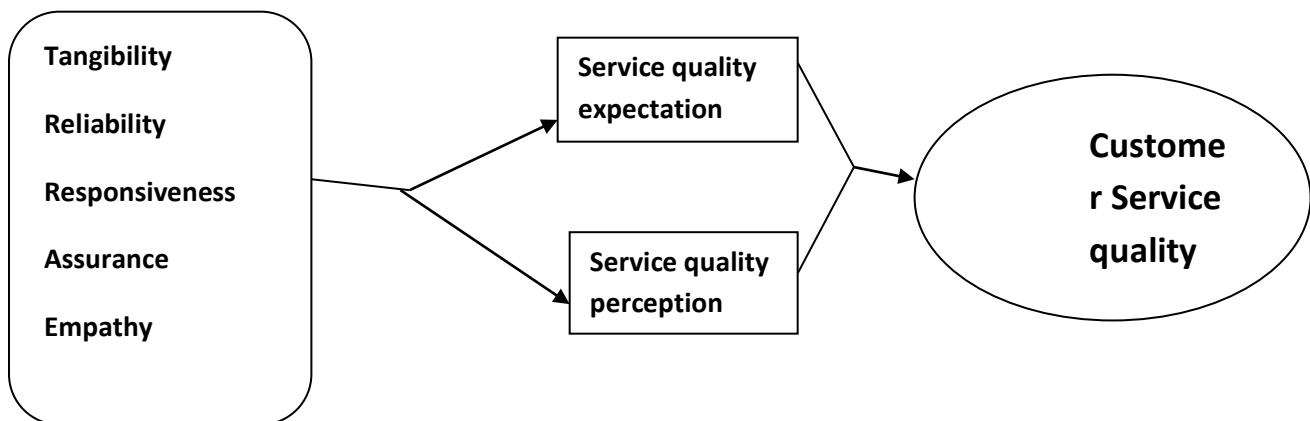 Tangibility
Reliability
Responsiveness
Assurance
Empathy
Service quality
expectation
Service quality
perception
Custome
r Service
quality